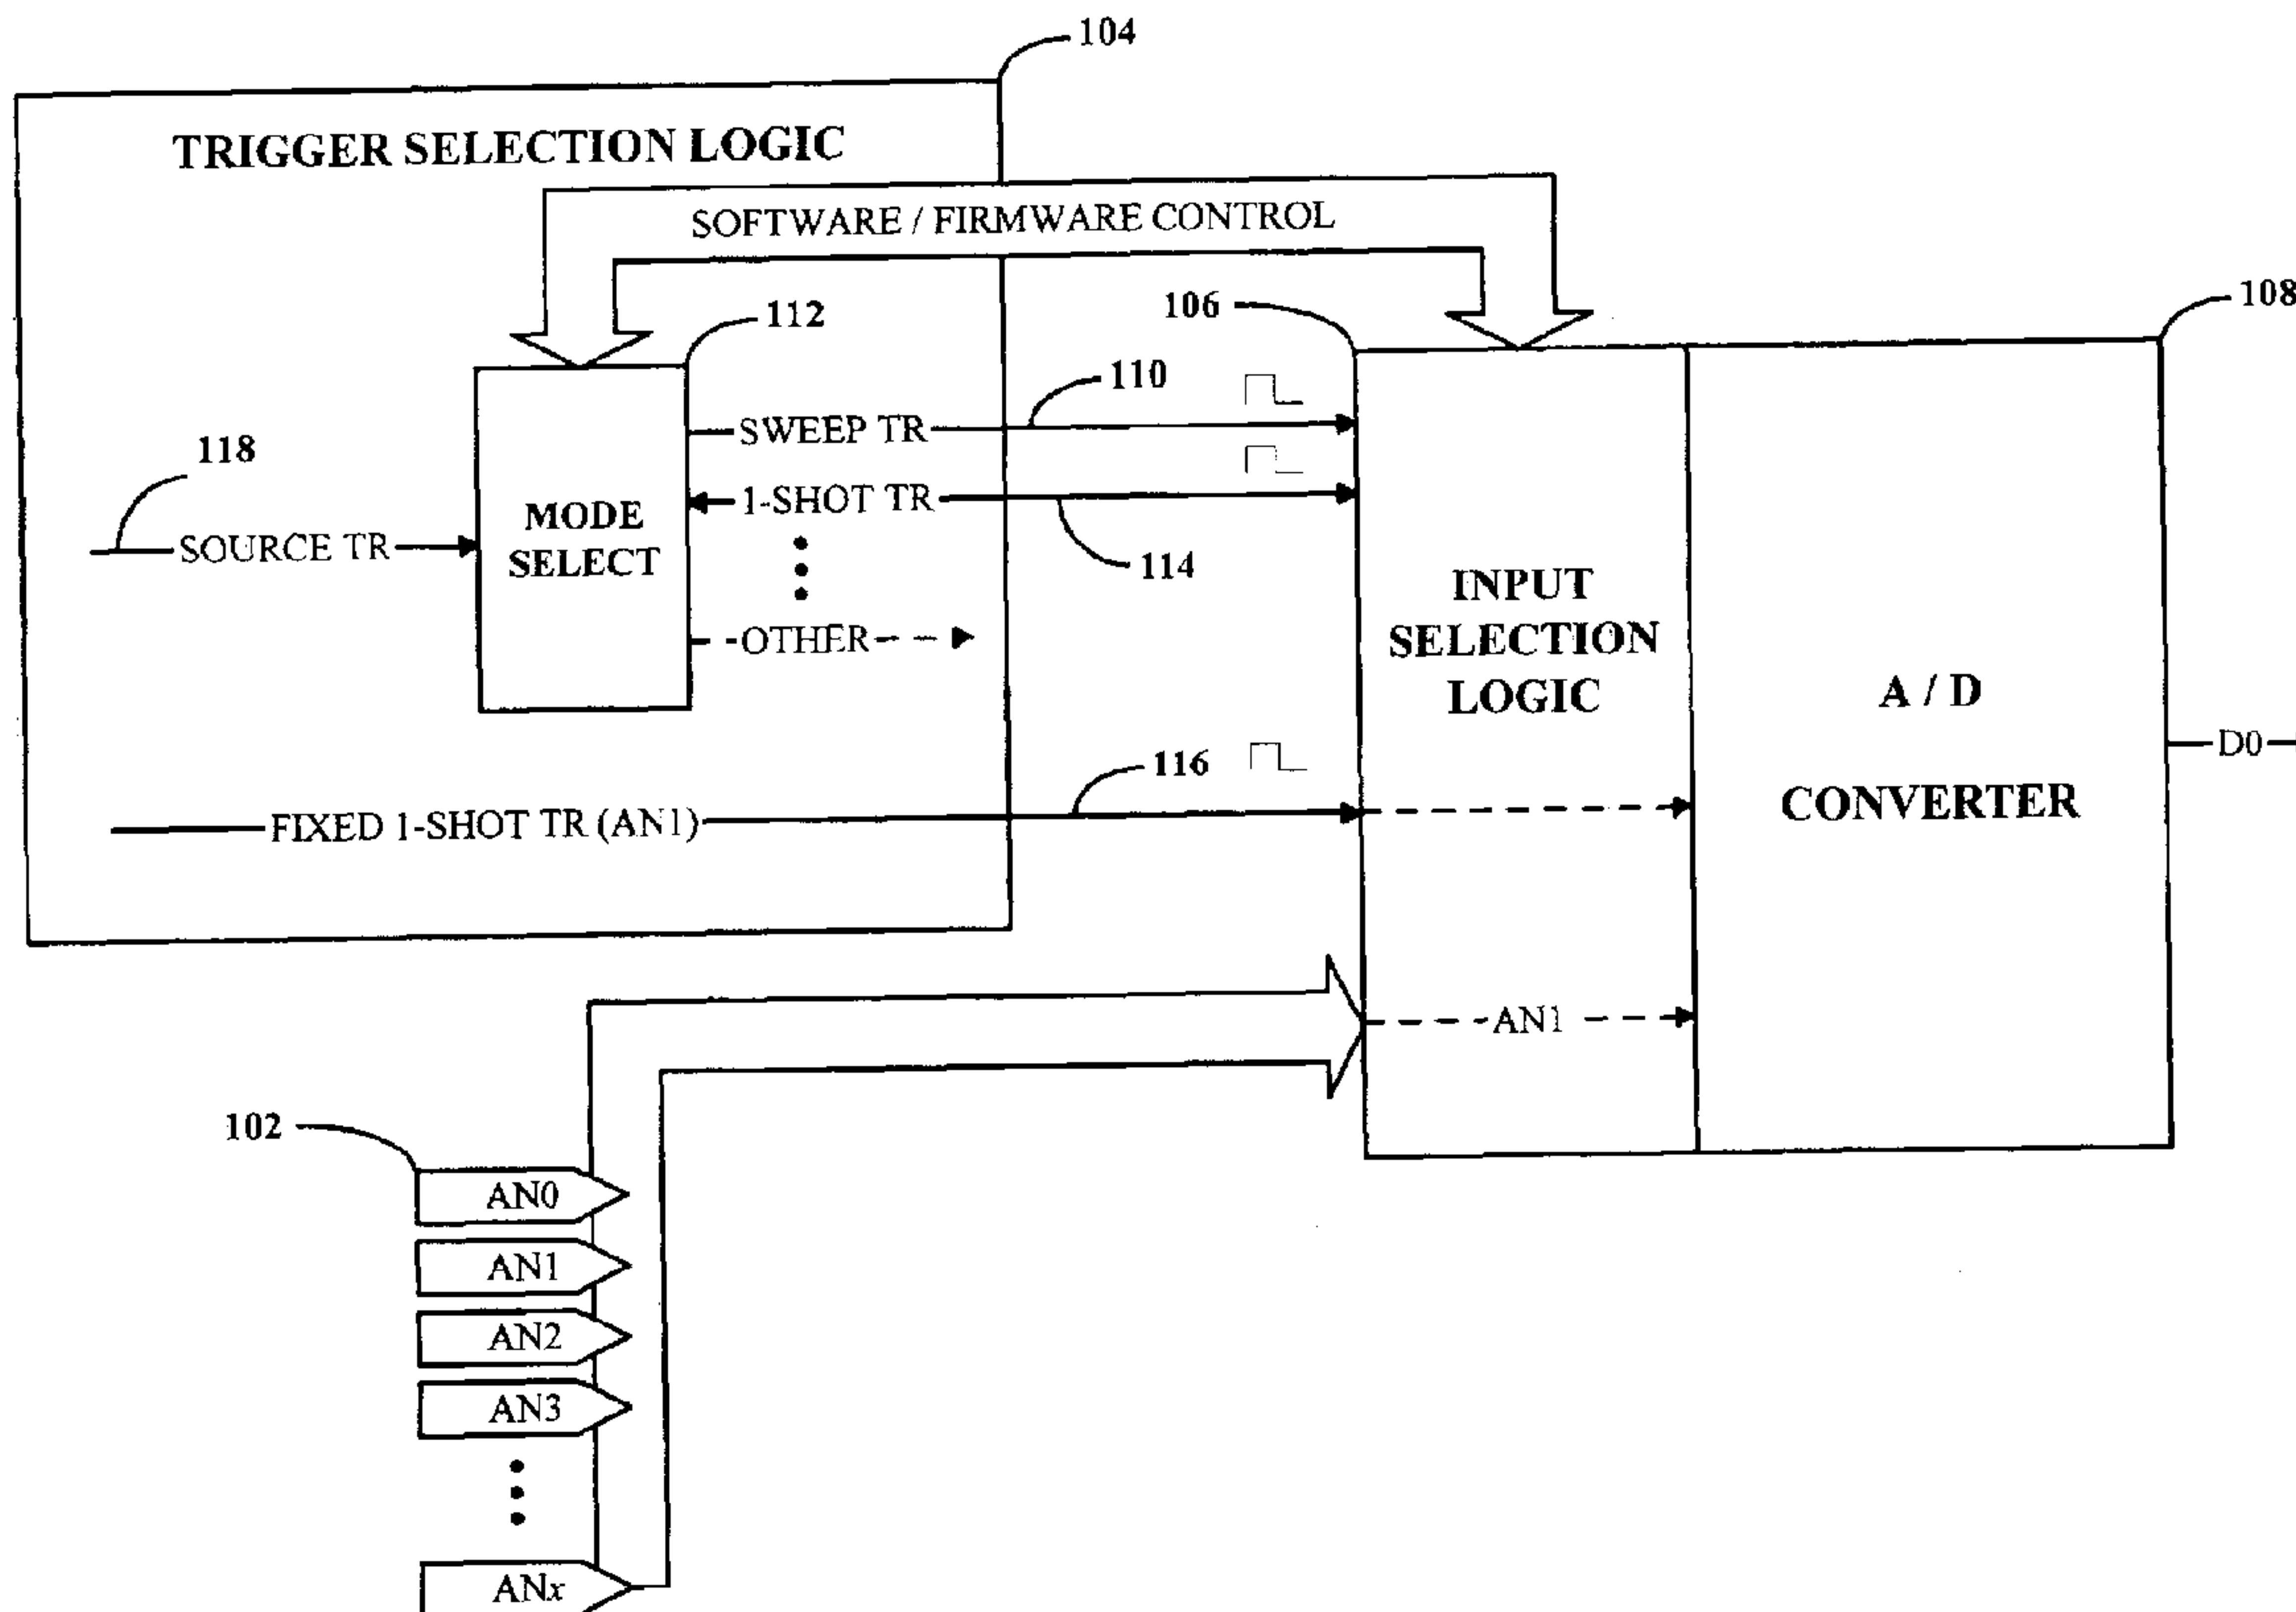 104
TRIGGER SELECTION LOGIC
SOFTWARE / FIRMWARE CONTROL
112
106
108
110
SWEEP TR
118
1-SHOT TR
MODE
SELECT
SOURCE TR
114
INPUT
SELECTION
LOGIC
OTHER
A / D
CONVERTER
D0
116
FIXED 1-SHOT TR (AN1)
AN1
102
AN0
AN1
AN2
AN3
ANx